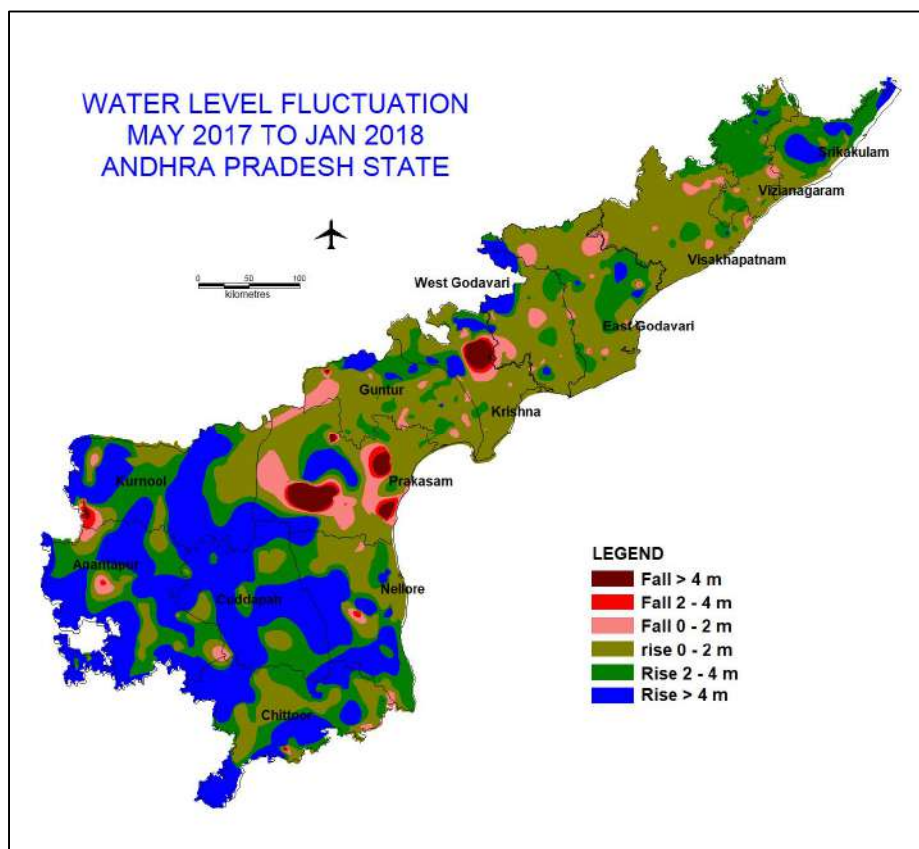 WATER LEVEL FLUCTUATION
MAY 2017 TO JAN 2018
ANDHRA PRADESH STATE
0 50 100
kilometres
Srikakulam
Vizianagaram
Visakhapatnam
West Godavari
East Godavari
Guntur
Krishna
Prakasam
Kurnool
Anantapur
Cuddapah
Nellore
Chittoor
LEGEND
Fall > 4 m
Fall 2 - 4 m
Fall 0 - 2 m
rise 0 - 2 m
Rise 2 - 4 m
Rise > 4 m